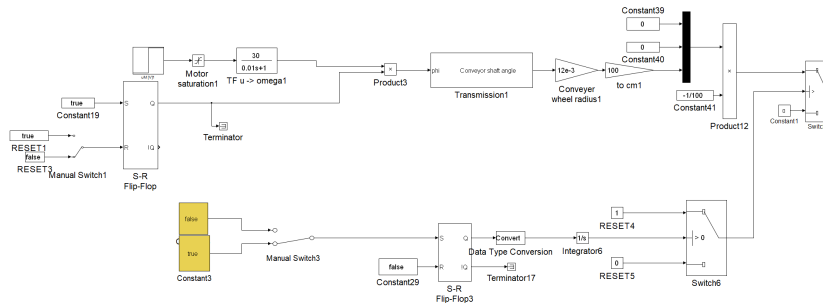 Constant39
0
Constant40
0
Constant41
-1/100
Product12
Motor
saturation1
30
0.01s+1
TF u -> omega1
×
Product3
phi
Conveyor shaft angle
Transmission1
12e-3
Conveyer
wheel radius1
100
to cm1
×
>
0
Constant1
Switc
true
Constant19
true
RESET1
false
RESET3
Manual Switch1
S
Q
R
!Q
S-R
Flip-Flop
Terminator
false
true
Constant3
Manual Switch3
S
Q
R
!Q
S-R
Flip-Flop3
false
Constant29
Convert
Data Type Conversion
Terminator17
1/s
Integrator6
1
RESET4
0
RESET5
> 0
Switch6